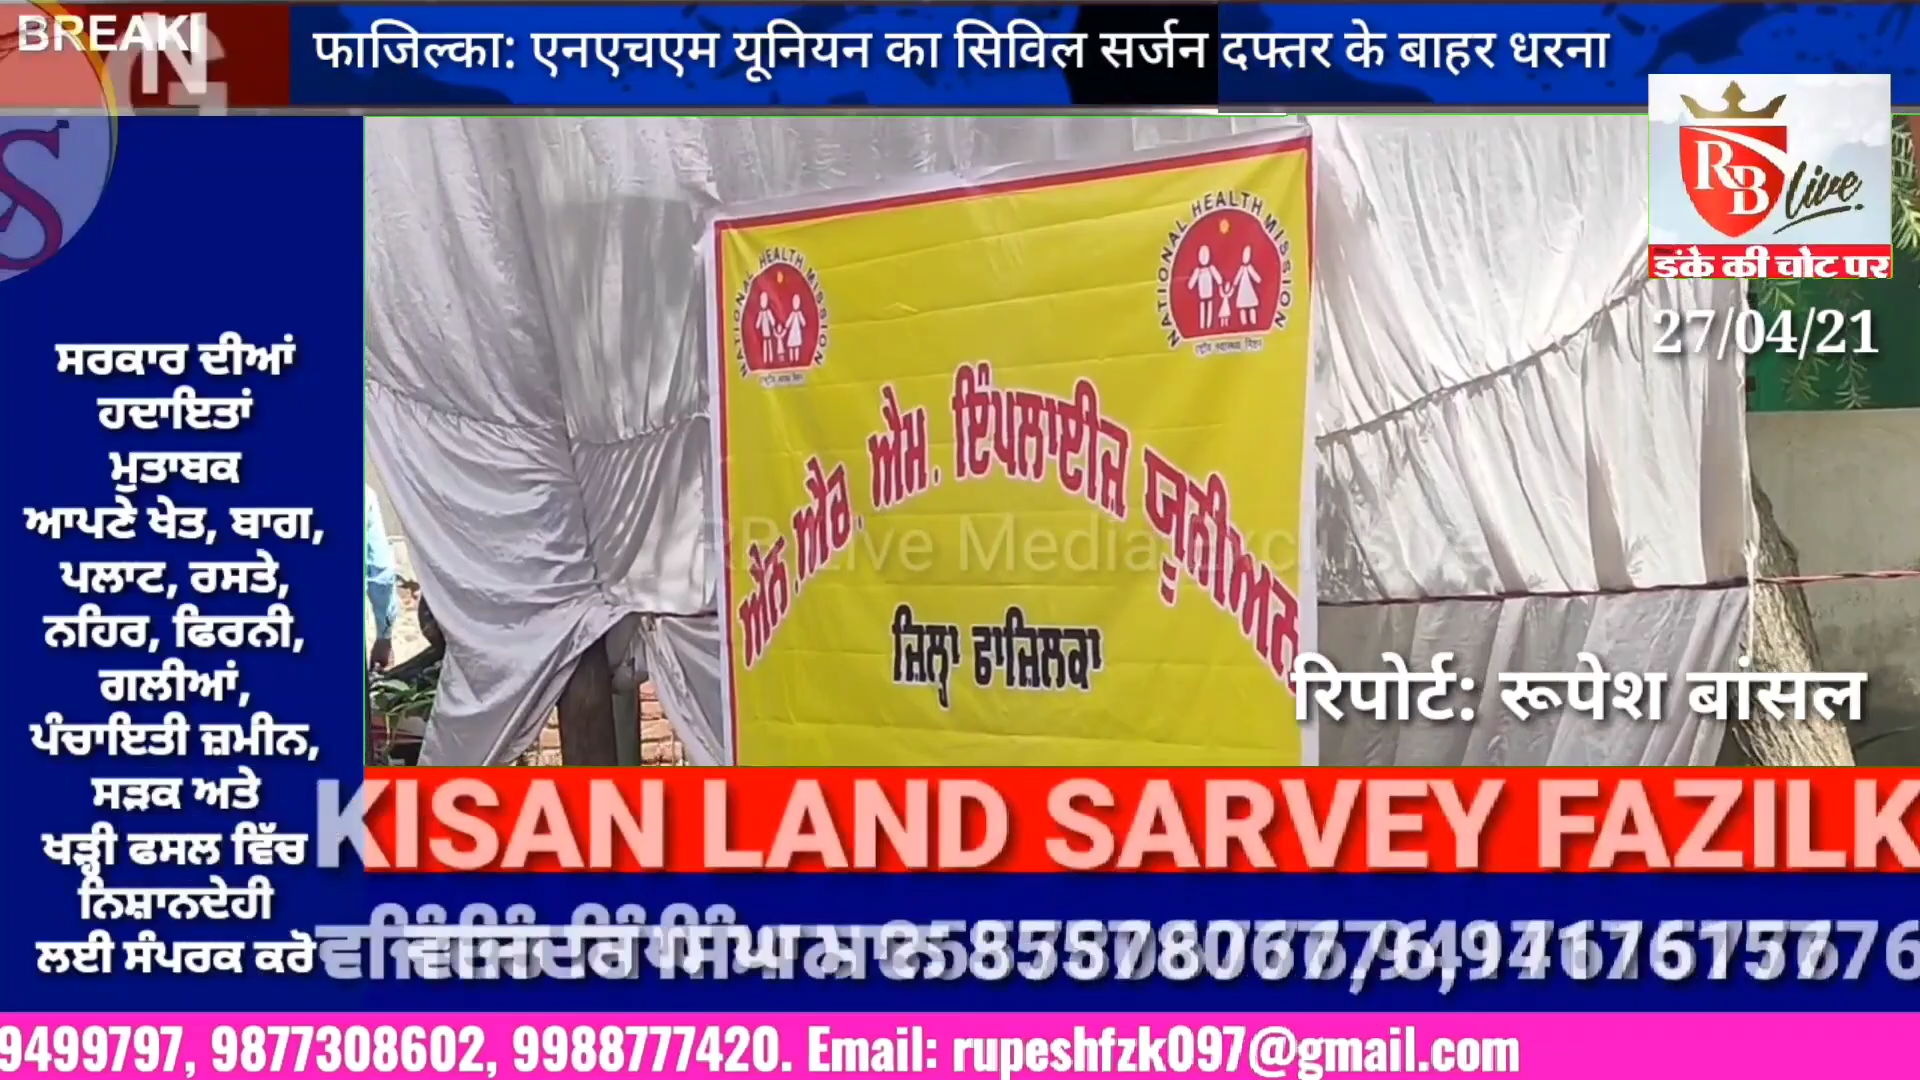 BREAKI
N
G
फाजिल्का: एनएचएम यूनियन का सिविल सर्जन दफ्तर के बाहर धरना
S
RB
live
डंके की चोट पर
27/04/21
ਸਰਕਾਰ ਦੀਆਂ
ਹਦਾਇਤਾਂ
ਮੁਤਾਬਕ
ਆਪਣੇ ਖੇਤ, ਬਾਗ,
ਪਲਾਟ, ਰਸਤੇ,
ਨਹਿਰ, ਫਿਰਨੀ,
ਗਲੀਆਂ,
ਪੰਚਾਇਤੀ ਜ਼ਮੀਨ,
ਸੜਕ ਅਤੇ
ਖੜ੍ਹੀ ਫਸਲ ਵਿੱਚ
ਨਿਸ਼ਾਨਦੇਹੀ
ਲਈ ਸੰਪਰਕ ਕਰੋ
NATIONAL HEALTH MISSION
NATIONAL HEALTH MISSION
राष्ट्रीय स्वास्थ्य मिशन
ਐਨ.ਐਚ.ਐਮ. ਇੰਪਲਾਈਜ਼ ਯੂਨੀਅਨ
ਜ਼ਿਲ੍ਹਾ ਫਾਜ਼ਿਲਕਾ
RB Live Media Exclusive
रिपोर्ट: रूपेश बांसल
KISAN LAND SARVEY FAZILK
9499797, 9877308602, 9988777420. Email: rupeshfzk097@gmail.com